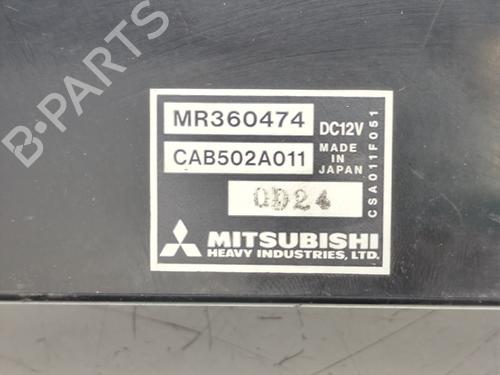 MR360474
DC12V
CAB502A011
MADE
IN
JAPAN
0D24
MITSUBISHI
HEAVY INDUSTRIES, LTD.
CSA011F051
B-PARTS